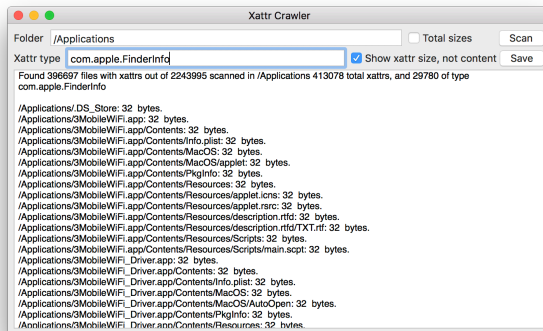 Xattr Crawler
Folder /Applications Total sizes Scan
Xattr type com.apple.FinderInfo Show xattr size, not content Save
Found 396697 files with xattrs out of 2243995 scanned in /Applications 413078 total xattrs, and 29780 of type
com.apple.FinderInfo
/Applications/.DS_Store: 32 bytes.
/Applications/3MobileWiFi.app: 32 bytes.
/Applications/3MobileWiFi.app/Contents: 32 bytes.
/Applications/3MobileWiFi.app/Contents/Info.plist: 32 bytes.
/Applications/3MobileWiFi.app/Contents/MacOS: 32 bytes.
/Applications/3MobileWiFi.app/Contents/MacOS/applet: 32 bytes.
/Applications/3MobileWiFi.app/Contents/PkgInfo: 32 bytes.
/Applications/3MobileWiFi.app/Contents/Resources: 32 bytes.
/Applications/3MobileWiFi.app/Contents/Resources/applet.icns: 32 bytes.
/Applications/3MobileWiFi.app/Contents/Resources/applet.rsrc: 32 bytes.
/Applications/3MobileWiFi.app/Contents/Resources/description.rtfd: 32 bytes.
/Applications/3MobileWiFi.app/Contents/Resources/description.rtfd/TXT.rtf: 32 bytes.
/Applications/3MobileWiFi.app/Contents/Resources/Scripts: 32 bytes.
/Applications/3MobileWiFi.app/Contents/Resources/Scripts/main.scpt: 32 bytes.
/Applications/3MobileWiFi_Driver.app: 32 bytes.
/Applications/3MobileWiFi_Driver.app/Contents: 32 bytes.
/Applications/3MobileWiFi_Driver.app/Contents/Info.plist: 32 bytes.
/Applications/3MobileWiFi_Driver.app/Contents/MacOS: 32 bytes.
/Applications/3MobileWiFi_Driver.app/Contents/MacOS/AutoOpen: 32 bytes.
/Applications/3MobileWiFi_Driver.app/Contents/PkgInfo: 32 bytes.
/Applications/3MobileWiFi_Driver.app/Contents/Resources: 32 bytes.